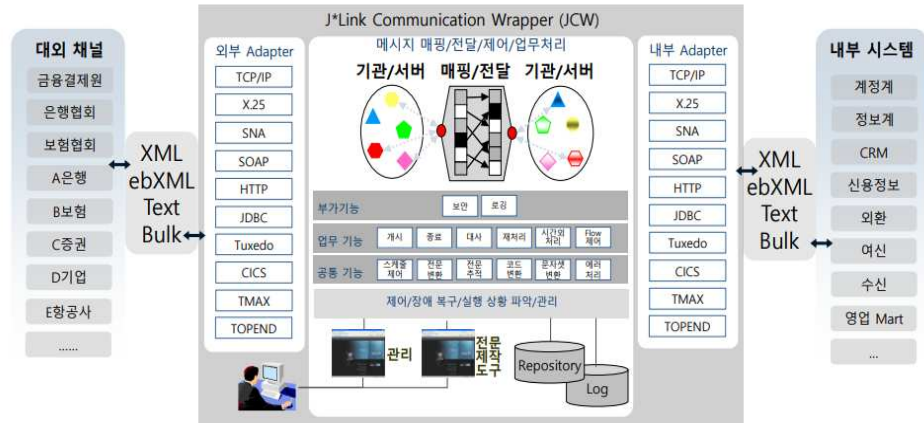 J*Link Communication Wrapper (JCW)
대외 채널
금융결제원
은행협회
보험협회
A은행
B보험
C증권
D기업
E항공사
......
XML
ebXML
Text
Bulk
외부 Adapter
TCP/IP
X.25
SNA
SOAP
HTTP
JDBC
Tuxedo
CICS
TMAX
TOPEND
메시지 매핑/전달/제어/업무처리
기관/서버
매핑/전달
기관/서버
부가기능
보안
로깅
업무 기능
개시
종료
대사
재처리
시간외
처리
Flow
제어
공통 기능
스케줄
제어
전문
변환
전문
추적
코드
변환
문자셋
변환
에러
처리
제어/장애 복구/실행 상황 파악/관리
관리
전문
제작
도구
Repository
Log
내부 Adapter
TCP/IP
X.25
SNA
SOAP
HTTP
JDBC
Tuxedo
CICS
TMAX
TOPEND
XML
ebXML
Text
Bulk
내부 시스템
계정계
정보계
CRM
신용정보
외환
여신
수신
영업 Mart
...